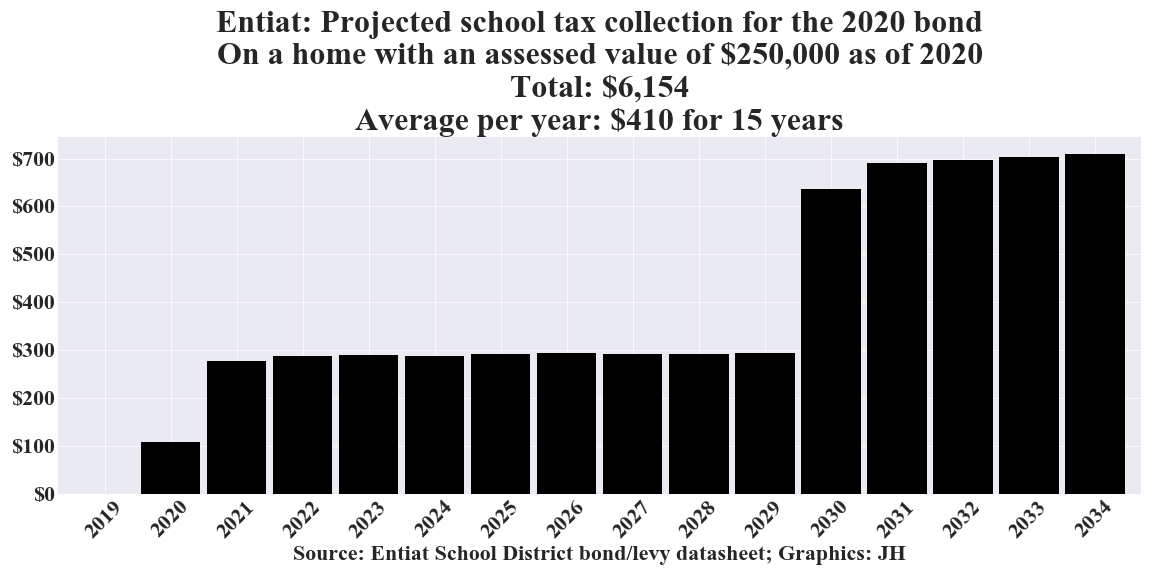 Entiat: Projected school tax collection for the 2020 bond
On a home with an assessed value of $250,000 as of 2020
Total: $6,154
Average per year: $410 for 15 years
$700
$600
$500
$400
$300
$200
$100
$0
2019 2020 2021 2022 2023 2024 2025 2026 2027 2028 2029 2030 2031 2032 2033 2034
Source: Entiat School District bond/levy dataset; Graphics: JH